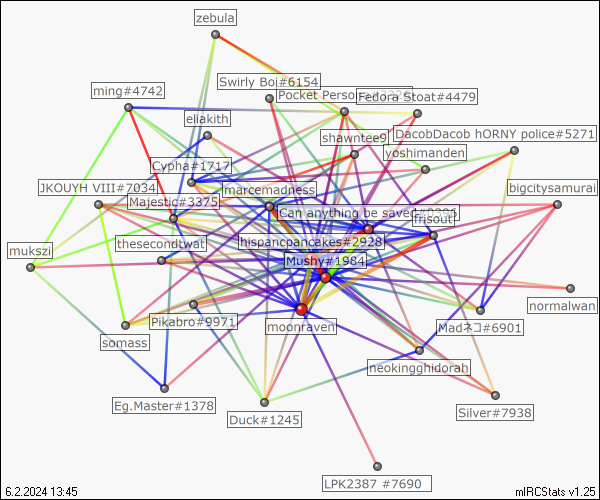 zebula
Swirly Boi#6154
ming#4742
Pocket Person
Fedora Stoat#4479
eliakith
shawntee9
DacobDacob hORNY police#5271
yoshimanden
Cypha#1717
JKOUYH VIII#7034
marcemadness
bigcitysamurai
Majestic#3375
Can anything be saved
frisout
mukszi
thesecondtwat
hispancpancakes#2928
Mushy#1984
normalwan
Pikabro#9971
moonraven
Madネコ#6901
somass
neokingghidorah
Eg.Master#1378
Duck#1245
Silver#7938
LPK2387 #7690
6.2.2024 13:45
mIRCStats v1.25